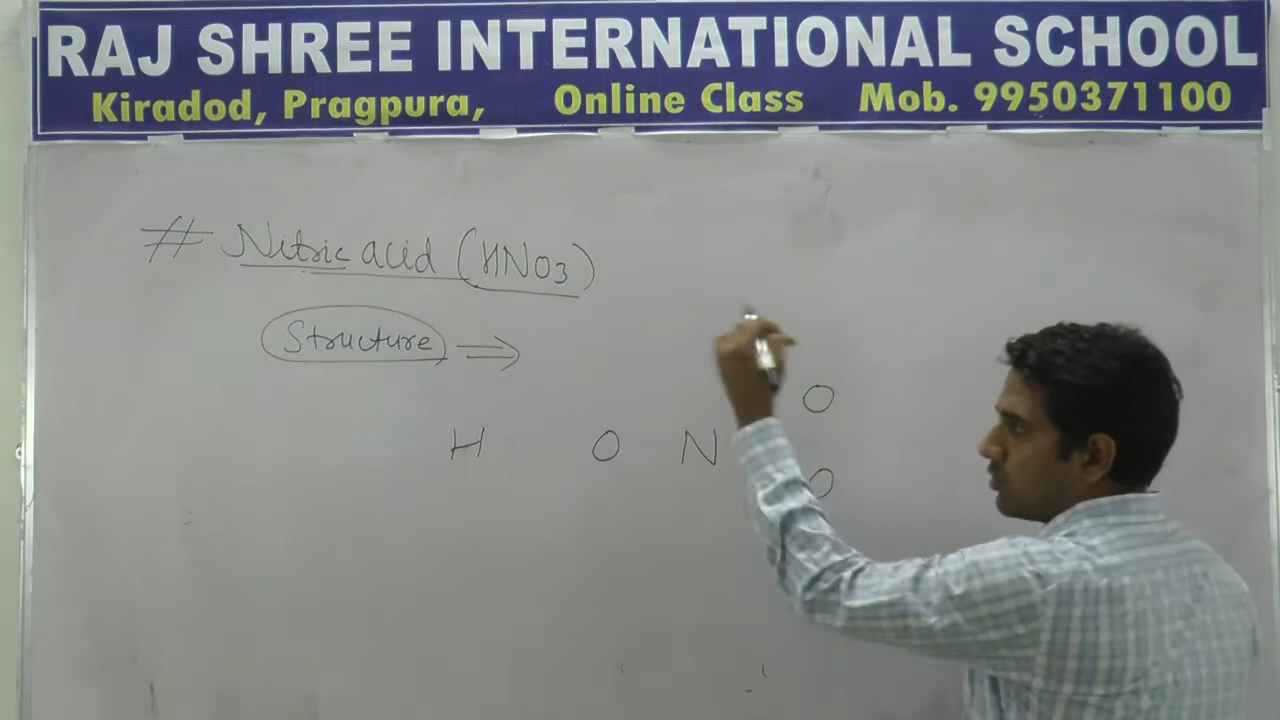 RAJ SHREE INTERNATIONAL SCHOOL
Kiradod, Pragpura, Online Class Mob. 9950371100
# Nitric acid (HNO3)
Structure ⇒
O
H O N
O